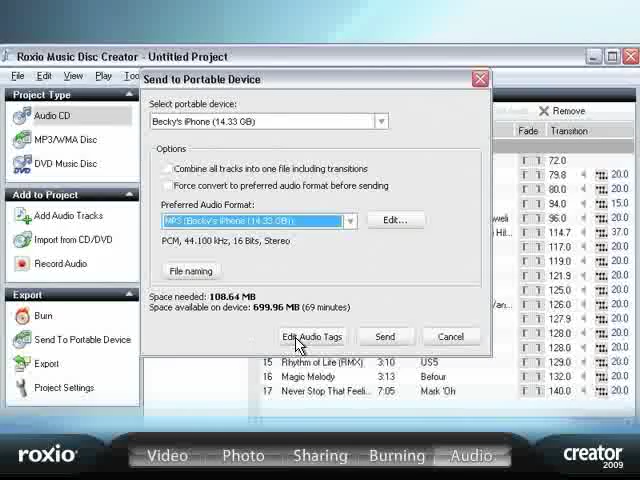 Roxio Music Disc Creator - Untitled Project
File Edit View Play Too
Send to Portable Device
Project Type
Audio CD
MP3/WMA Disc
DVD Music Disc
Add to Project
Add Audio Tracks
Import from CD/DVD
Record Audio
Export
Burn
Send To Portable Device
Export
Project Settings
Select portable device:
Becky's iPhone (14.33 GB)
Options
Combine all tracks into one file including transitions
Force convert to preferred audio format before sending
Preferred Audio Format:
MP3 (Becky's iPhone (14.33 GB))
Edit...
PCM, 44.100 kHz, 16 Bits, Stereo
File naming
Space needed: 108.64 MB
Space available on device: 699.96 MB (69 minutes)
Edit Audio Tags Send Cancel
Remove
Fade Transition
72.0
79.8 20.0
80.0 20.0
94.0 15.0
96.0 20.0
114.7 37.0
117.0 20.0
119.0 20.0
121.9 20.0
125.0 20.0
126.0 20.0
127.0 20.0
127.9 20.0
128.0 20.0
15 Rhythm of Life (RMX) 3:10 US5 129.0 20.0
16 Magic Melody 3:13 Befour 132.0 20.0
17 Never Stop That Feeli... 7:05 Mark 'Oh 140.0 20.0
roxio Video Photo Sharing Burning Audio creator
2009